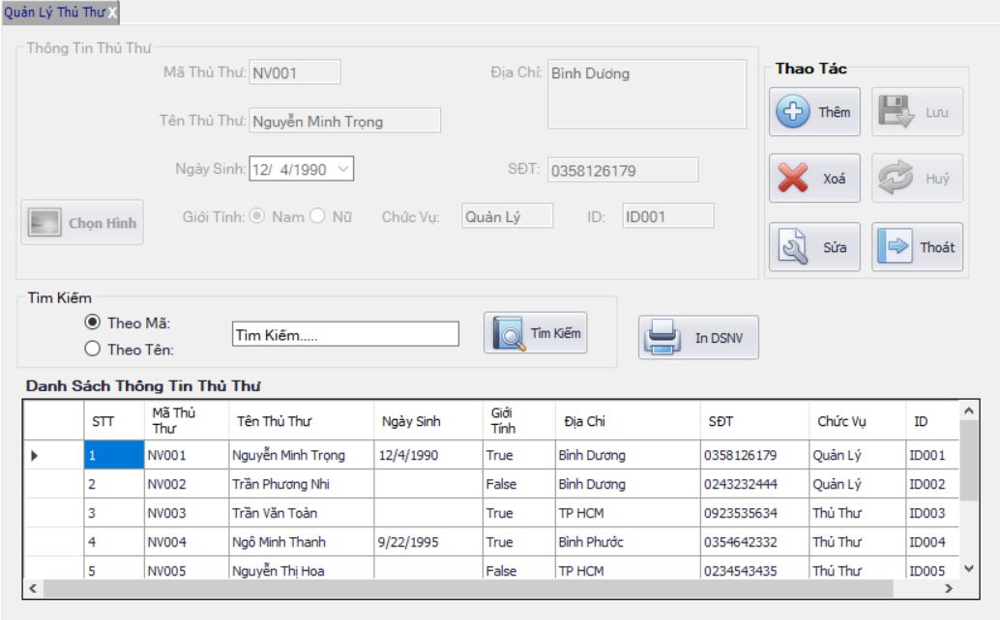 Quản Lý Thủ Thư X
Thông Tin Thủ Thư
Mã Thủ Thư: NV001 Địa Chỉ: Bình Dương
Tên Thủ Thư: Nguyễn Minh Trọng
Ngày Sinh: 12/ 4/1990 SĐT: 0358126179
Chọn Hình Giới Tính: Nam Nữ Chức Vụ: Quản Lý ID: ID001
Thao Tác
Thêm Lưu
Xoá Huỷ
Sửa Thoát
Tìm Kiếm
Theo Mã:
Theo Tên:
Tìm Kiếm.....
Tìm Kiếm
In DSNV
Danh Sách Thông Tin Thủ Thư
STT Mã Thủ Thư Tên Thủ Thư Ngày Sinh Giới Tính Địa Chỉ SĐT Chức Vụ ID
1 NV001 Nguyễn Minh Trọng 12/4/1990 True Bình Dương 0358126179 Quản Lý ID001
2 NV002 Trần Phương Nhi False Bình Dương 0243232444 Quản Lý ID002
3 NV003 Trần Văn Toàn True TP HCM 0923535634 Thủ Thư ID003
4 NV004 Ngô Minh Thanh 9/22/1995 True Bình Phước 0354642332 Thủ Thư ID004
5 NV005 Nguyễn Thị Hoa False TP HCM 0234543435 Thủ Thư ID005